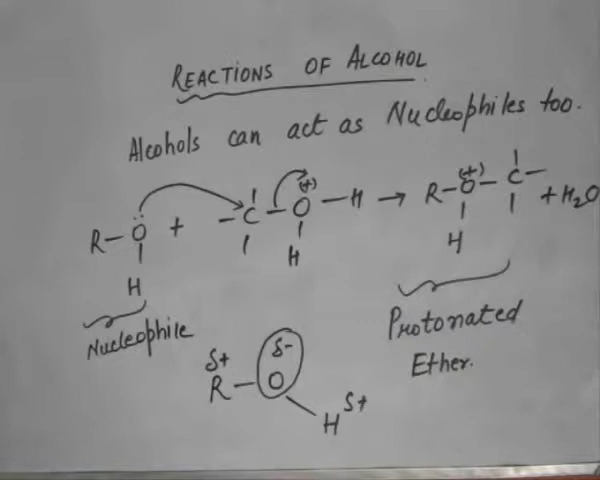 REACTIONS OF ALCOHOL
Alcohols can act as Nucleophiles too.
R-Ö + -C-O(+)-H → R-O(+)-C- + H₂O
H H H
Nucleophile
Protonated
Ether.
δ+ δ-
R-O
H δ+